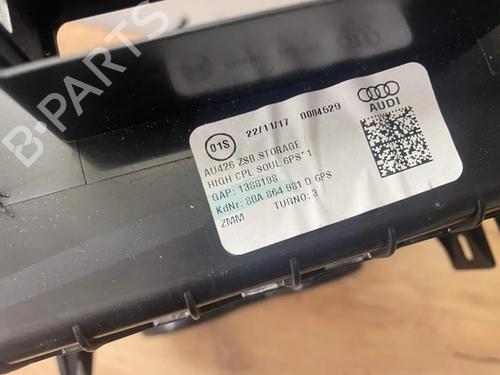 B-PARTS
01S 22/11/17 0004529
AUDI
AU426 ZSB.STORAGE
HIGH CPL SOUL 6PS*1
GAP: 1388198
KdNr: 80A 864 981 D 6PS
ZMM TURNO: 3